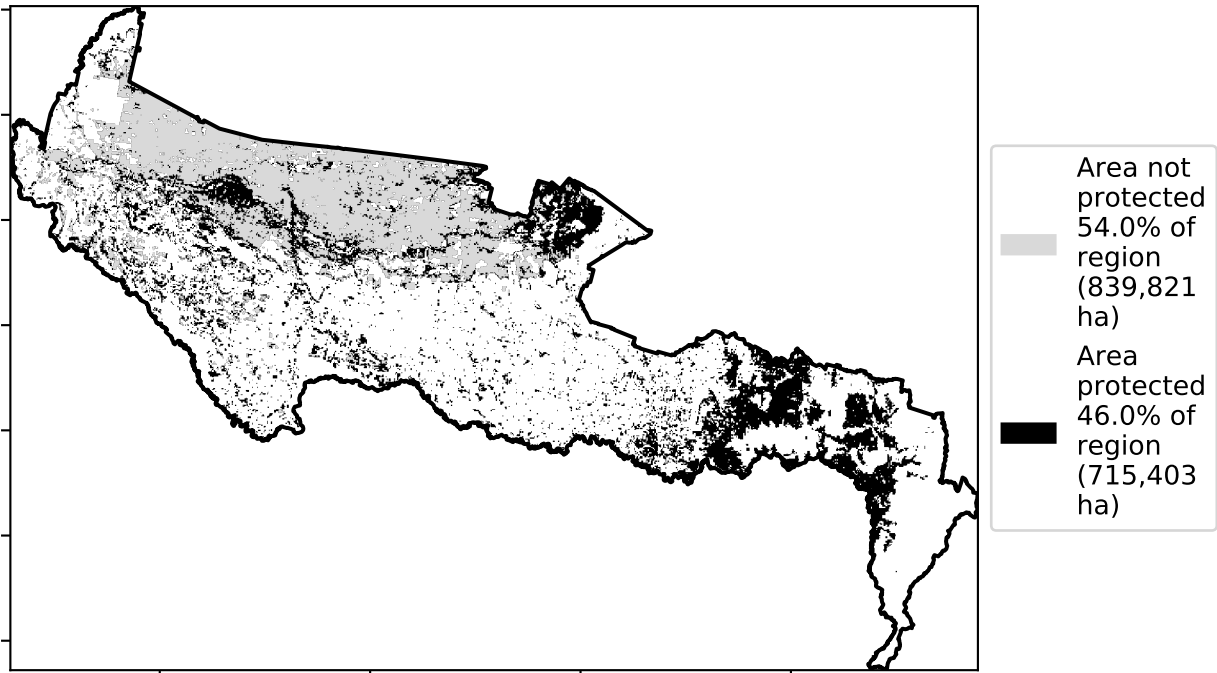 Area not
protected
54.0% of
region
(839,821
ha)
Area
protected
46.0% of
region
(715,403
ha)